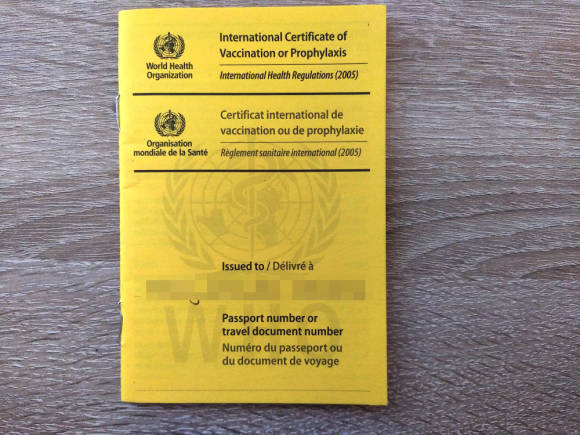 World Health
Organization
International Certificate of
Vaccination or Prophylaxis
International Health Regulations (2005)
Organisation
mondiale de la Santé
Certificat international de
vaccination ou de prophylaxie
Règlement sanitaire international (2005)
Issued to / Délivré à
WHO
Passport number or
travel document number
Numéro du passeport ou
du document de voyage